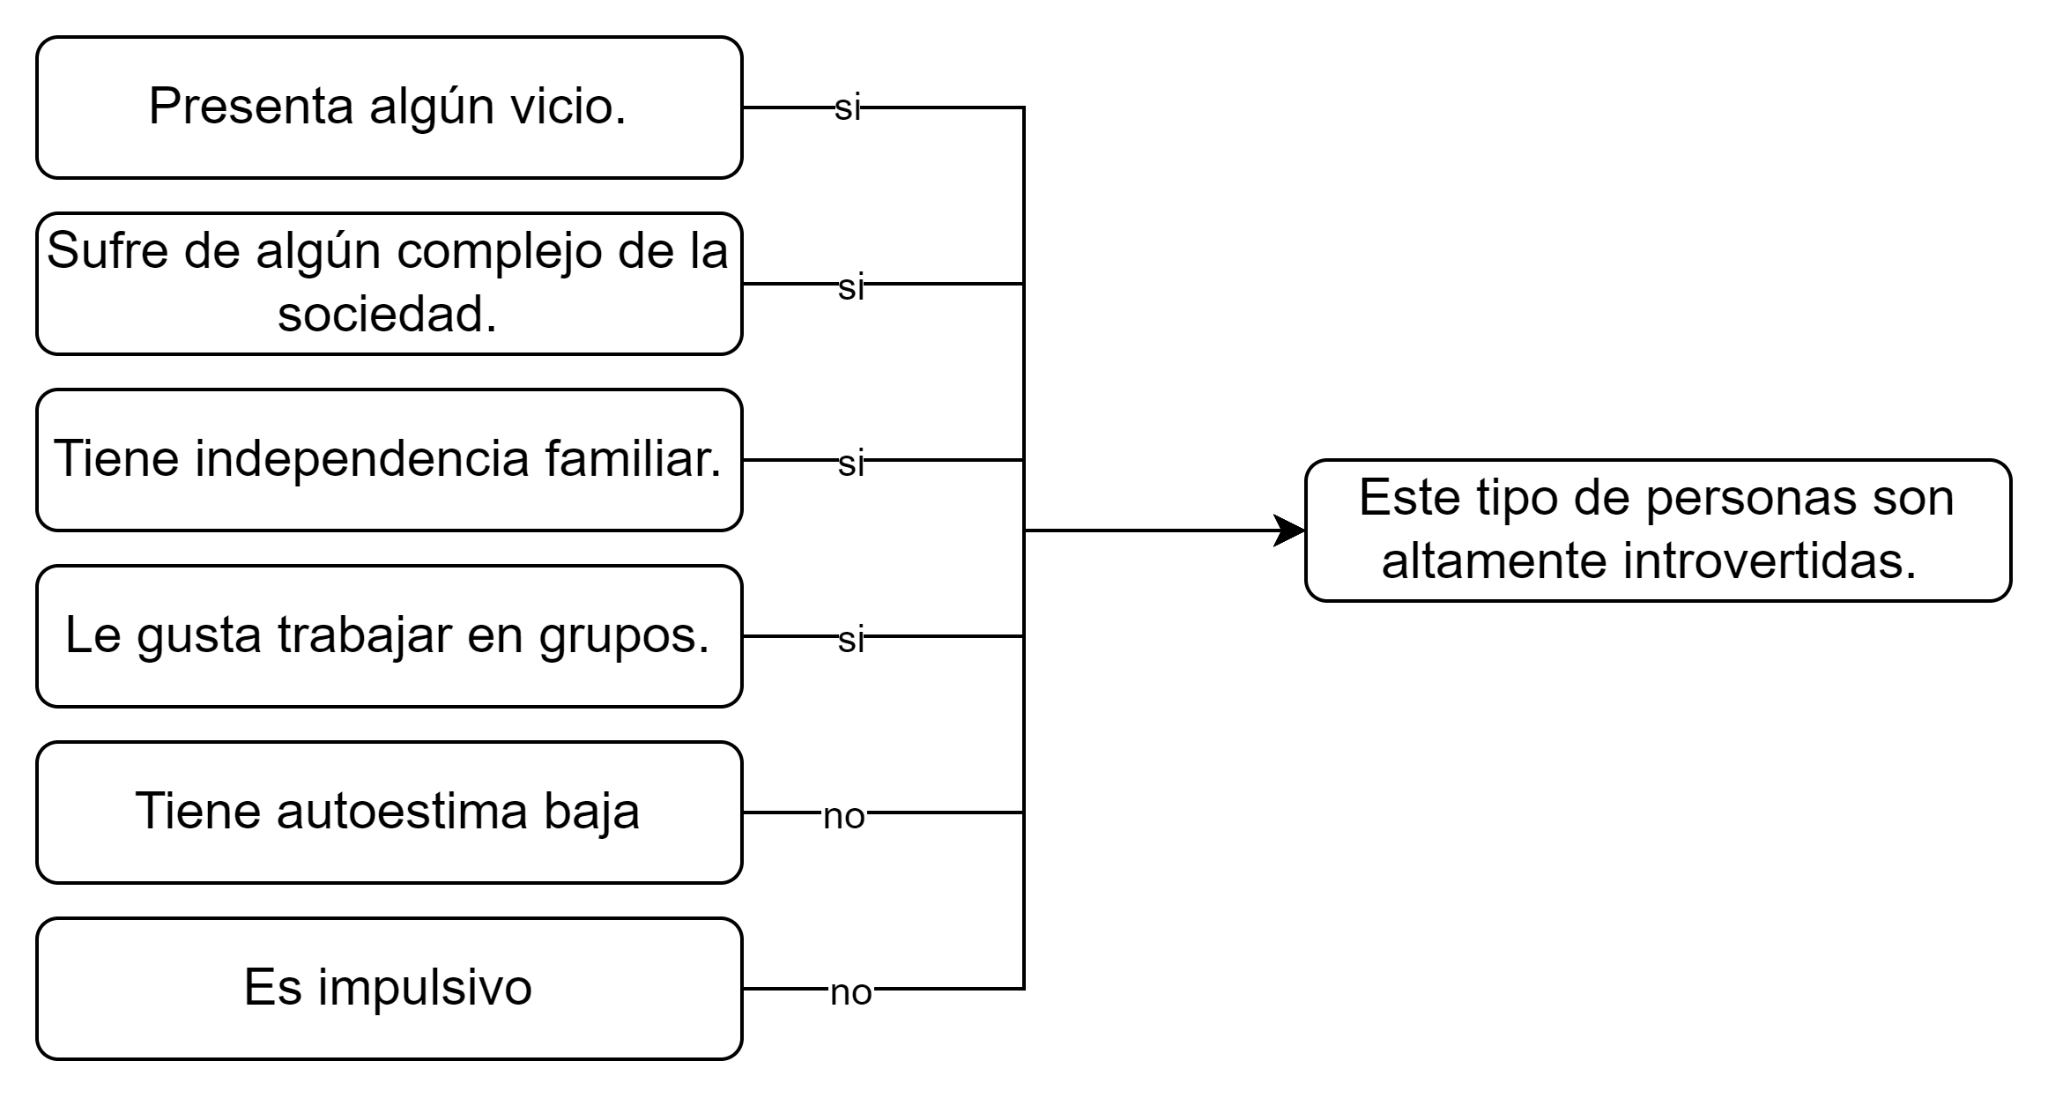 Presenta algún vicio.
si
Sufre de algún complejo de la
sociedad.
si
Tiene independencia familiar.
si
Le gusta trabajar en grupos.
si
Tiene autoestima baja
no
Es impulsivo
no
Este tipo de personas son
altamente introvertidas.